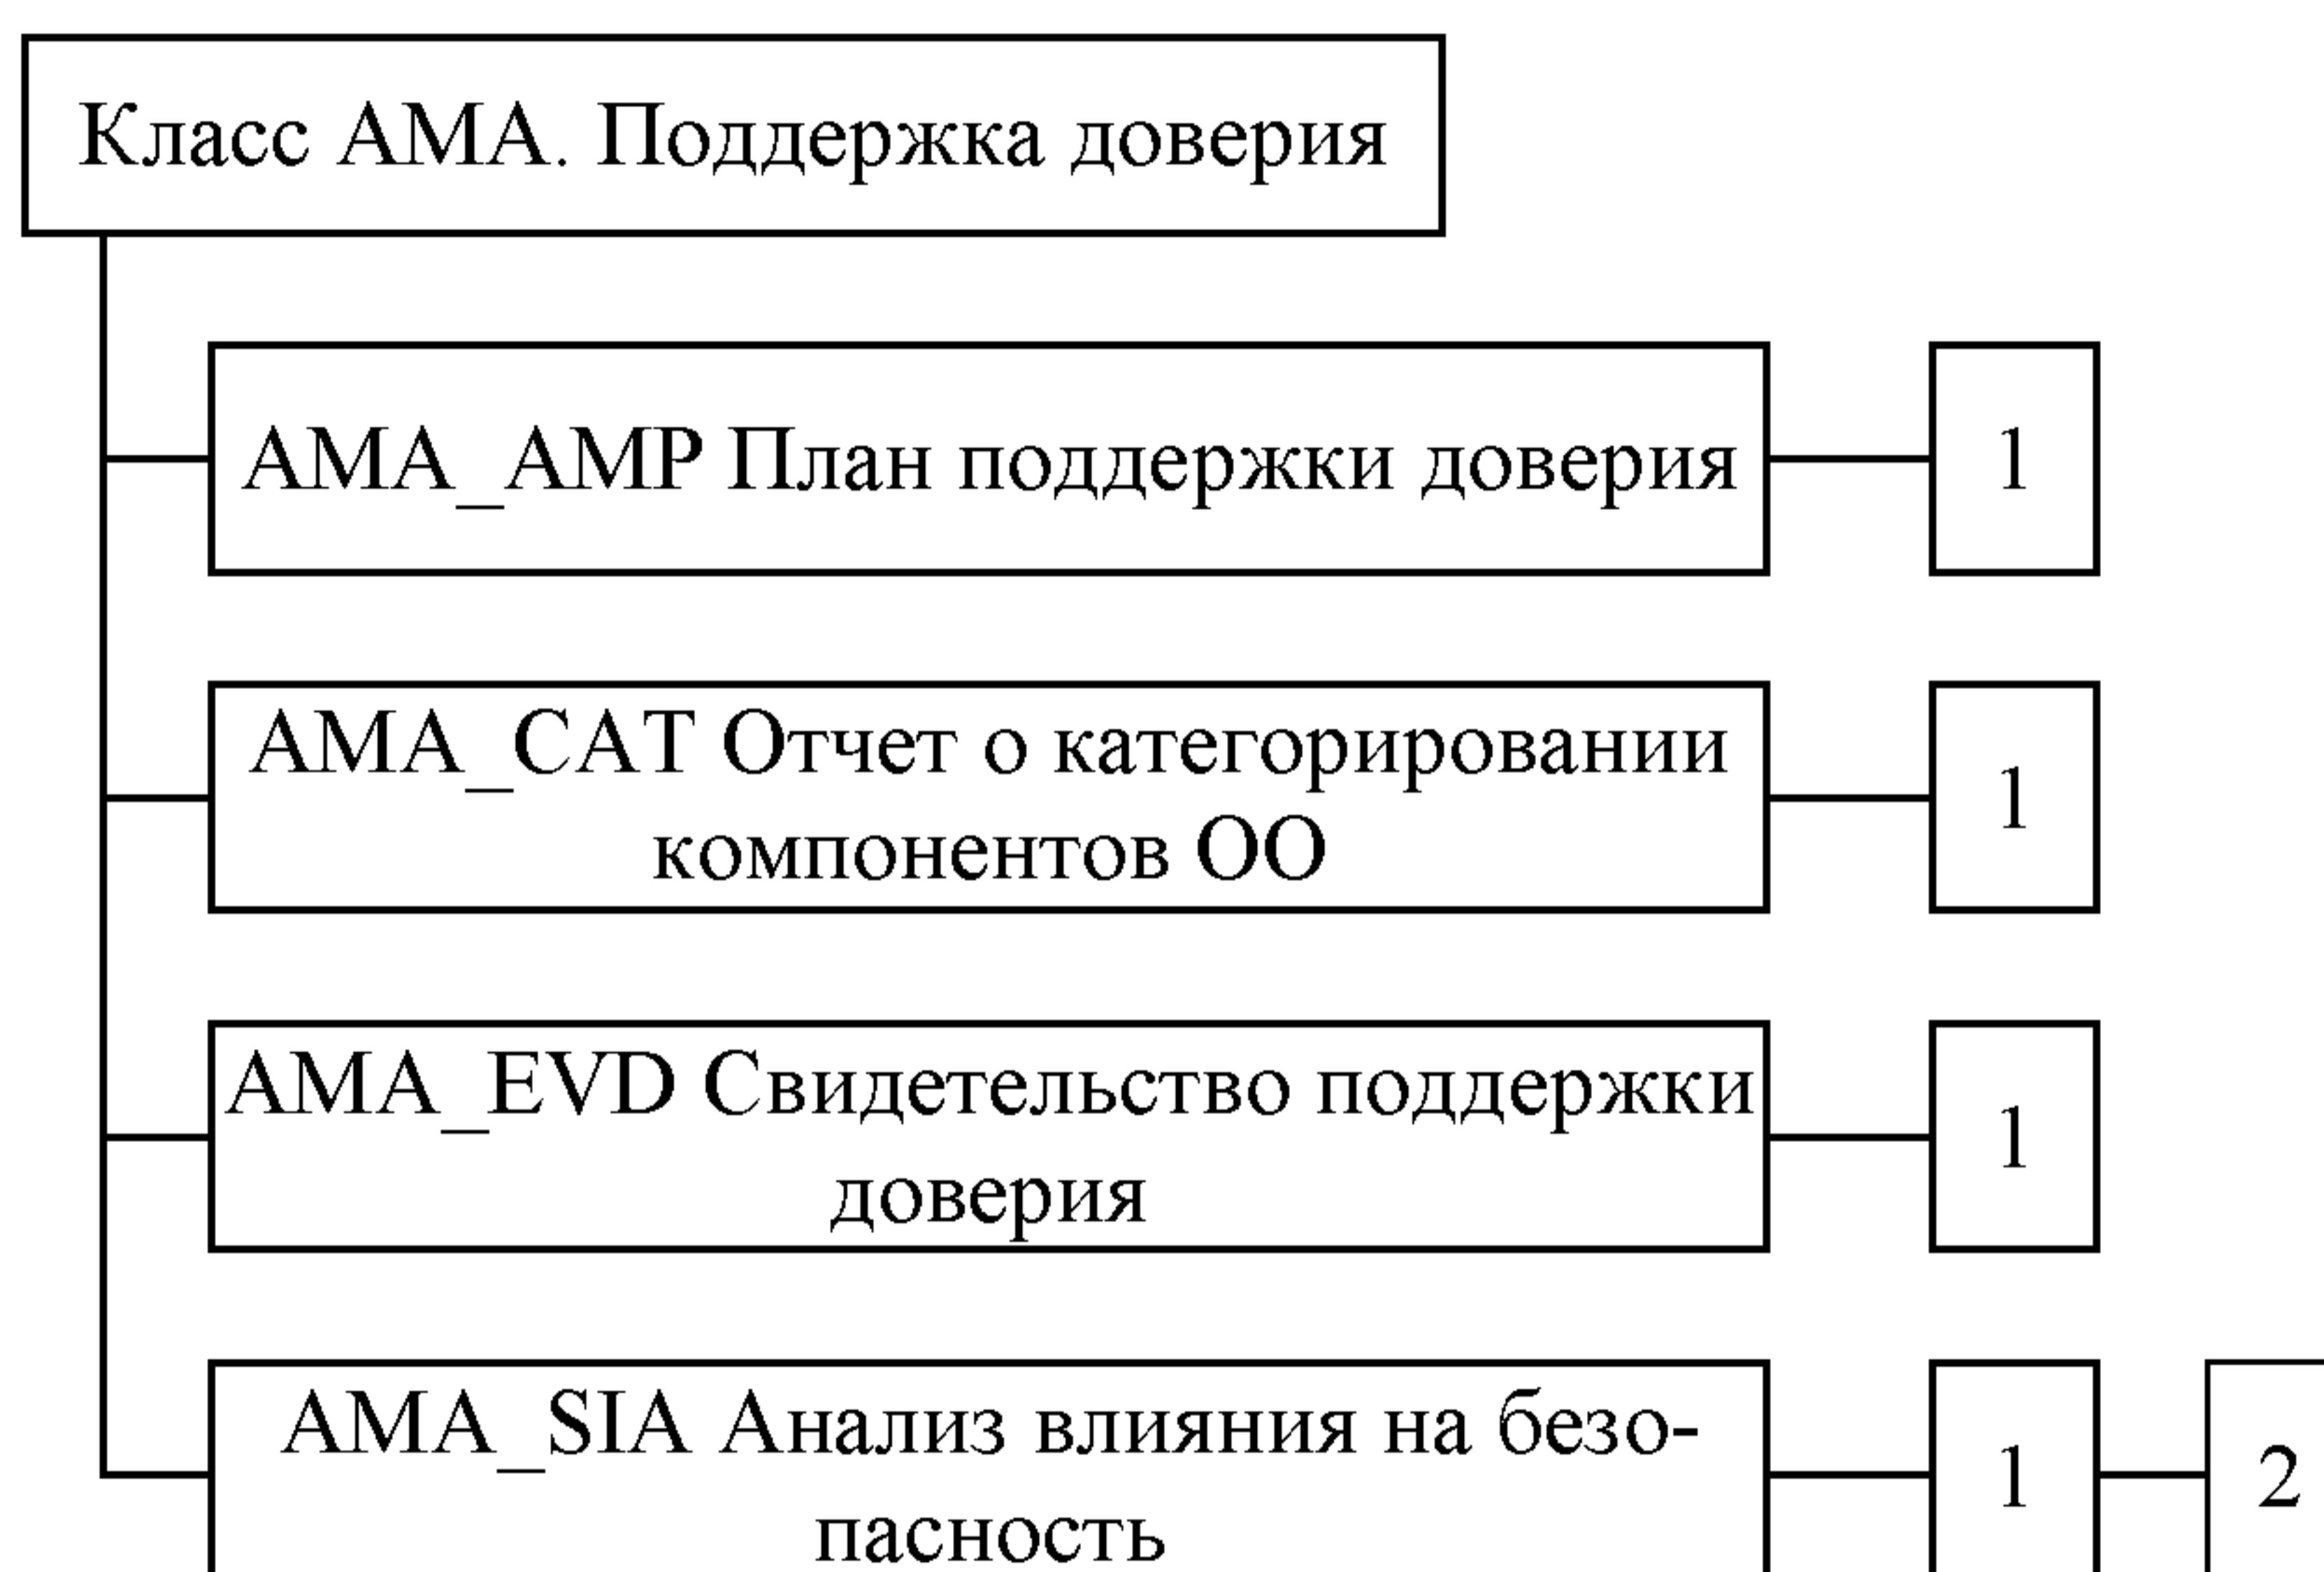 Класс АМА. Поддержка доверия
AMA_AMP План поддержки доверия
1
AMA_CAT Отчет о категорировании
компонентов ОО
1
AMA_EVD Свидетельство поддержки
доверия
1
AMA_SIA Анализ влияния на безо-
пасность
1
2